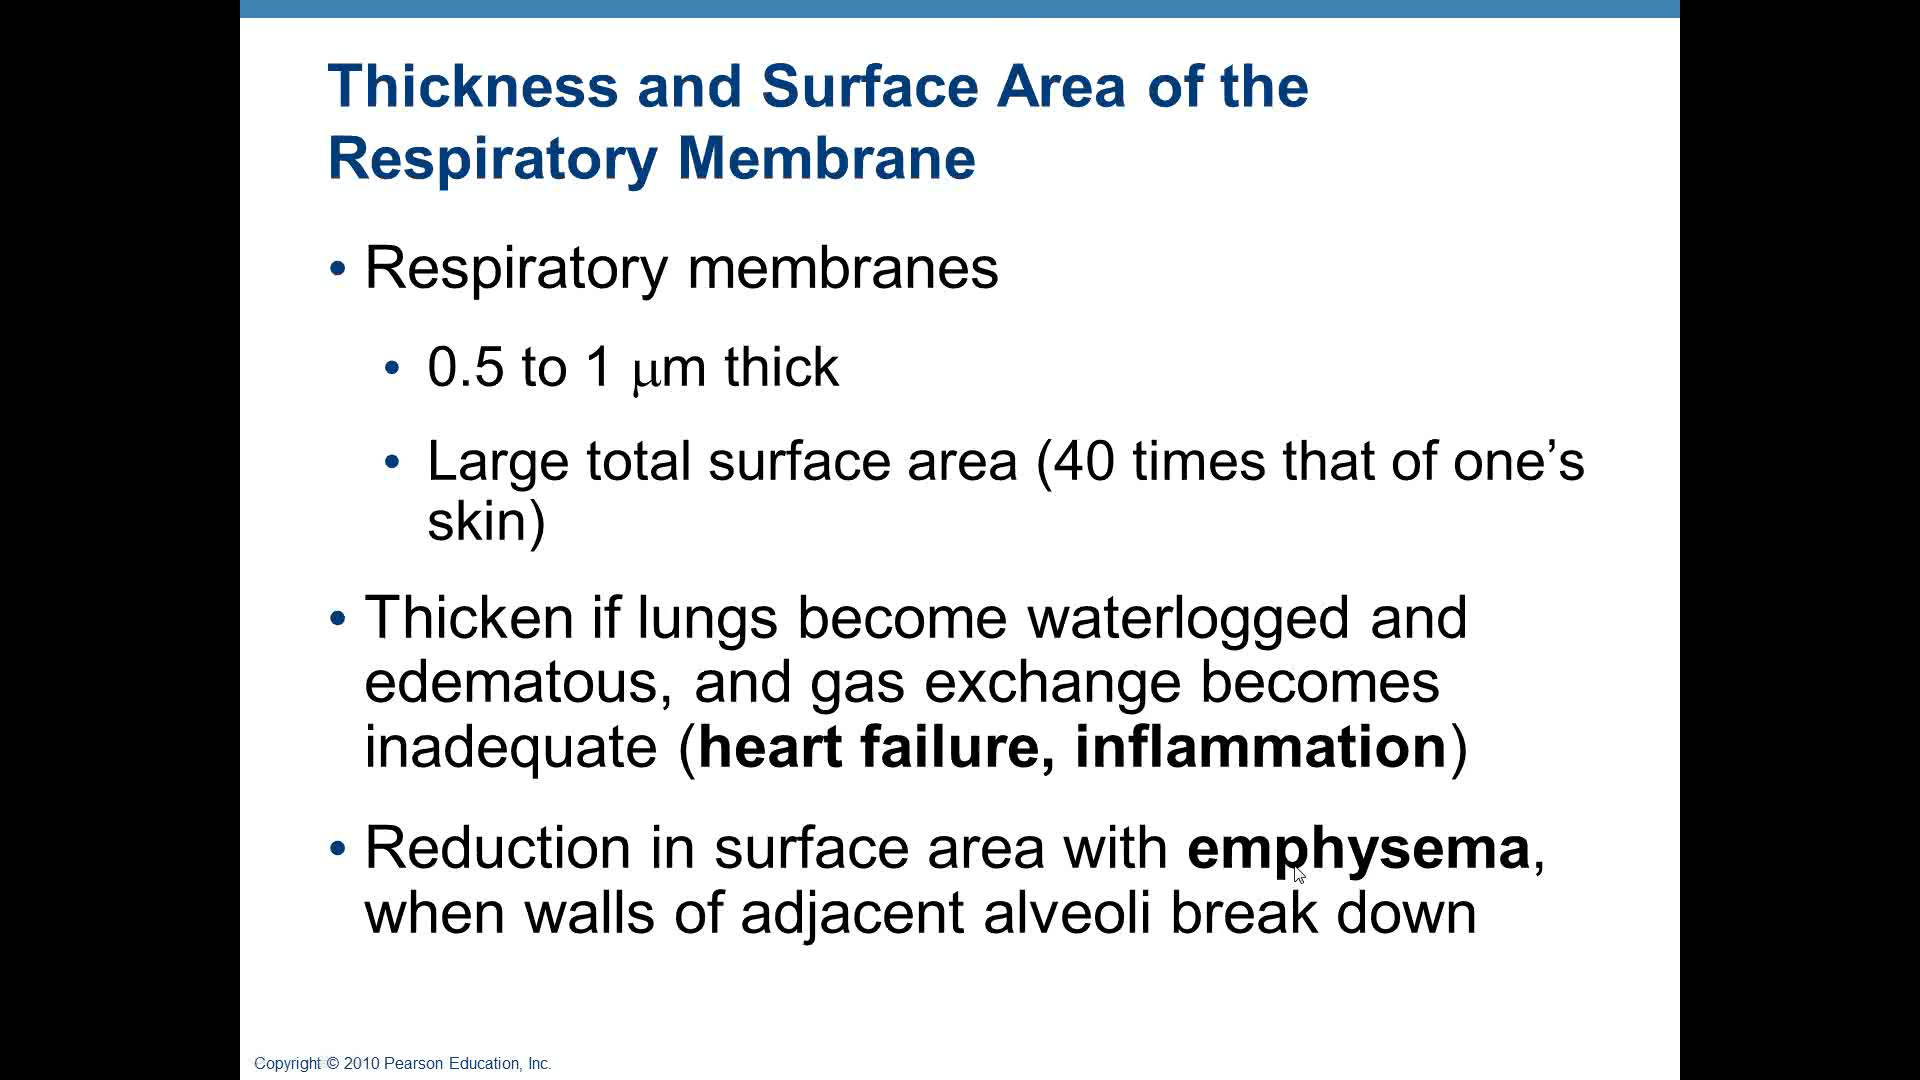 Thickness and Surface Area of the
Respiratory Membrane
• Respiratory membranes
• 0.5 to 1 μm thick
• Large total surface area (40 times that of one’s
skin)
• Thicken if lungs become waterlogged and
edematous, and gas exchange becomes
inadequate (heart failure, inflammation)
• Reduction in surface area with emphysema,
when walls of adjacent alveoli break down
Copyright © 2010 Pearson Education, Inc.